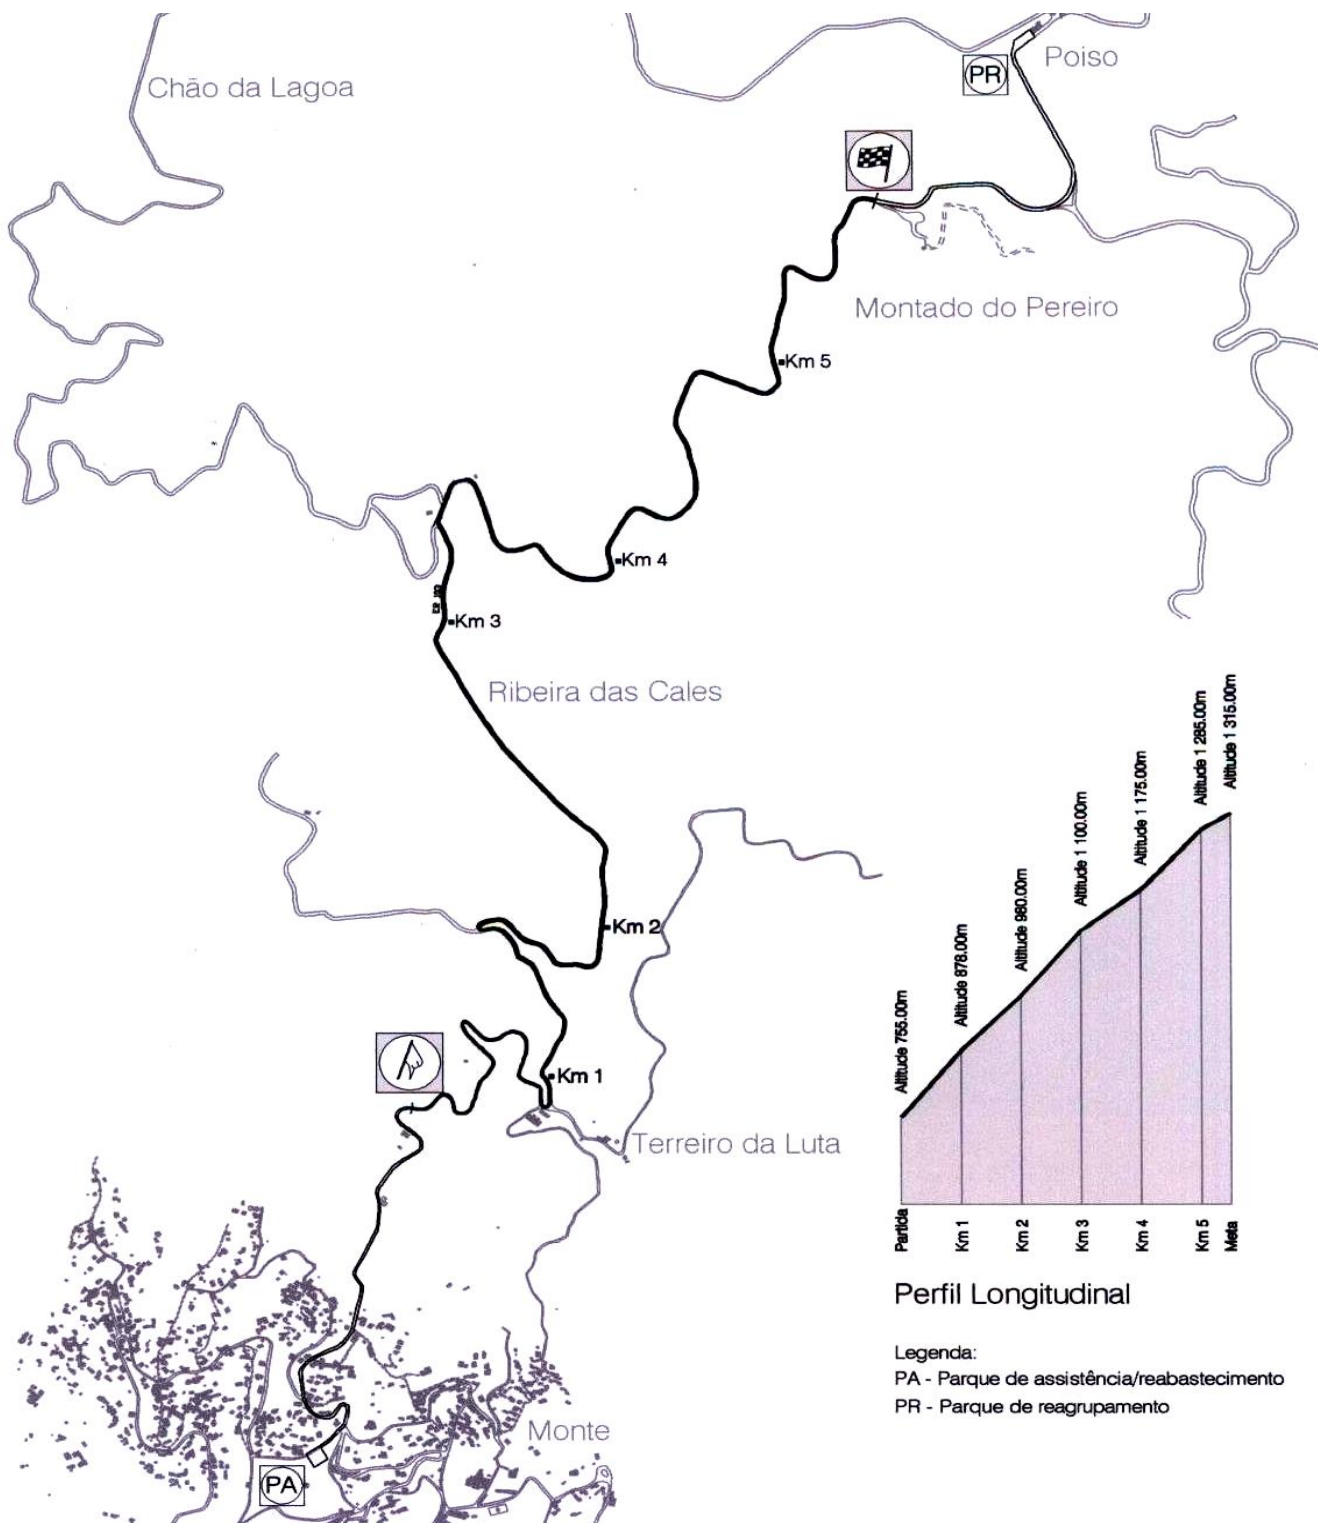 Poiso
PR
Chão da Lagoa
Montado do Pereiro
Km 5
Km 4
Km 3
Ribeira das Cales
Km 2
Km 1
Terreiro da Luta
Monte
PA
Altitude 755.00m
Altitude 878.00m
Altitude 980.00m
Altitude 1 100.00m
Altitude 1 175.00m
Altitude 1 285.00m
Altitude 1 315.00m
Partida
Km 1
Km 2
Km 3
Km 4
Km 5
Meta
Perfil Longitudinal
Legenda:
PA - Parque de assistência/reabastecimento
PR - Parque de reagrupamento